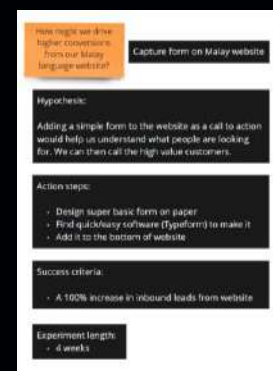 How might we drive
higher conversions
from our Malay
language website?
Capture form on Malay website
Hypothesis:
Adding a simple form to the website as a call to action
would help us understand what people are looking
for. We can then call the high value customers.
Action steps:
- Design super basic form on paper
- Find quick/easy software (Typeform) to make it
- Add it to the bottom of website
Success criteria:
- A 100% increase in inbound leads from website
Experiment length:
- 4 weeks